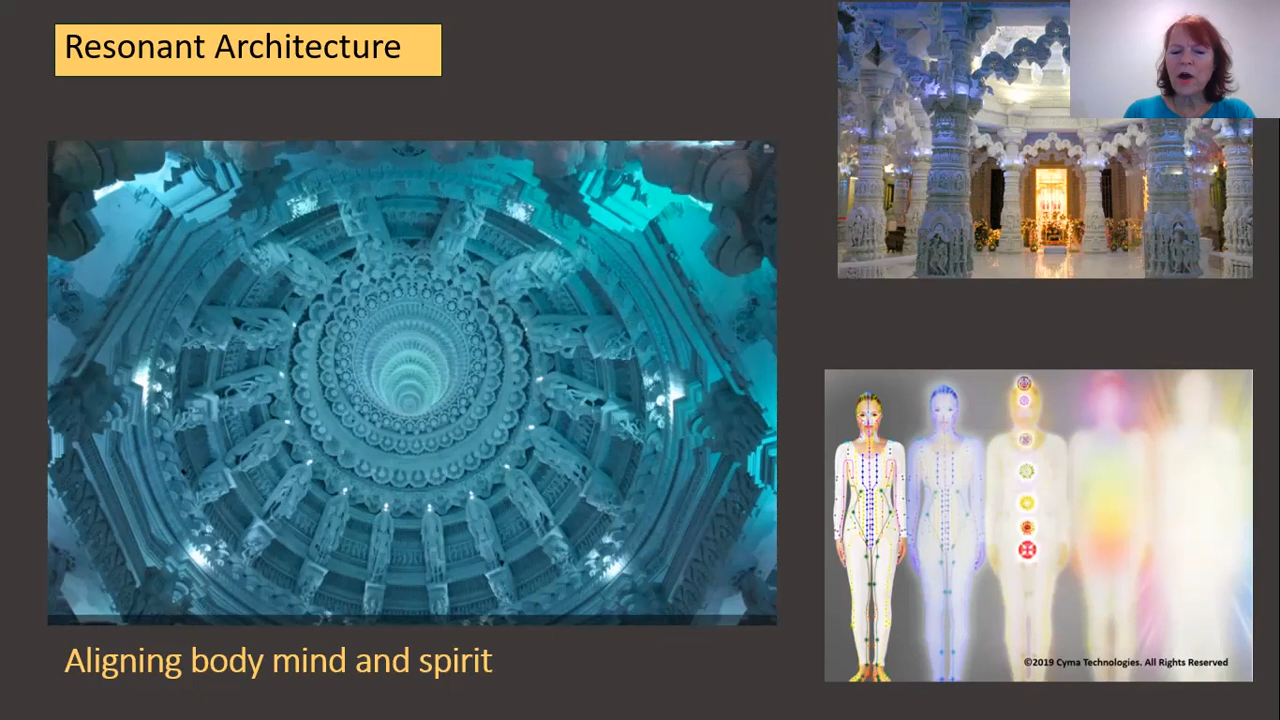 Resonant Architecture
Aligning body mind and spirit
©2019 Cyma Technologies. All Rights Reserved